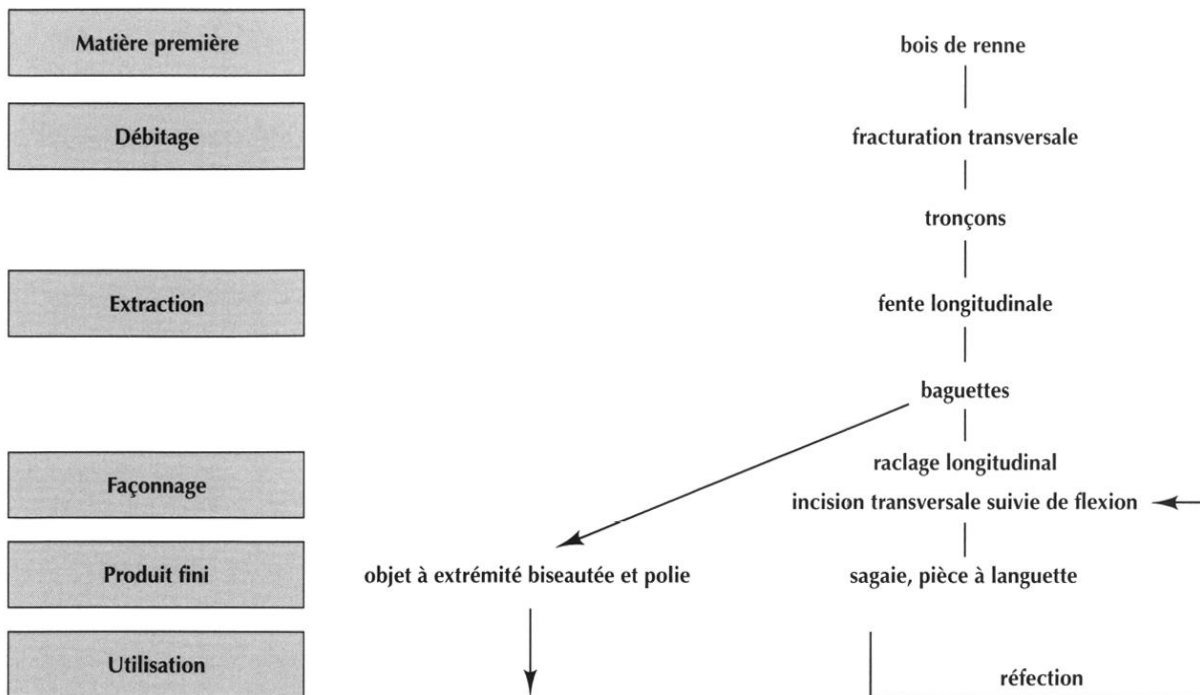 Matière première
bois de renne
Débitage
fracturation transversale
tronçons
Extraction
fente longitudinale
baguettes
raclage longitudinal
Façonnage
incision transversale suivie de flexion
Produit fini
objet à extrémité biseautée et polie
sagaie, pièce à languette
Utilisation
réfection